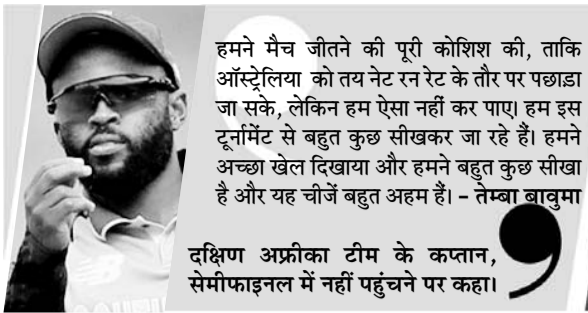 हमने मैच जीतने की पूरी कोशिश की, ताकि
ऑस्ट्रेलिया को तय नेट रन रेट के तौर पर पछाड़ा
जा सके, लेकिन हम ऐसा नहीं कर पाए। हम इस
टूर्नामेंट से बहुत कुछ सीखकर जा रहे हैं। हमने
अच्छा खेल दिखाया और हमने बहुत कुछ सीखा
है और यह चीजें बहुत अहम हैं। – तेम्बा बावुमा
दक्षिण अफ्रीका टीम के कप्तान,
सेमीफाइनल में नहीं पहुंचने पर कहा।